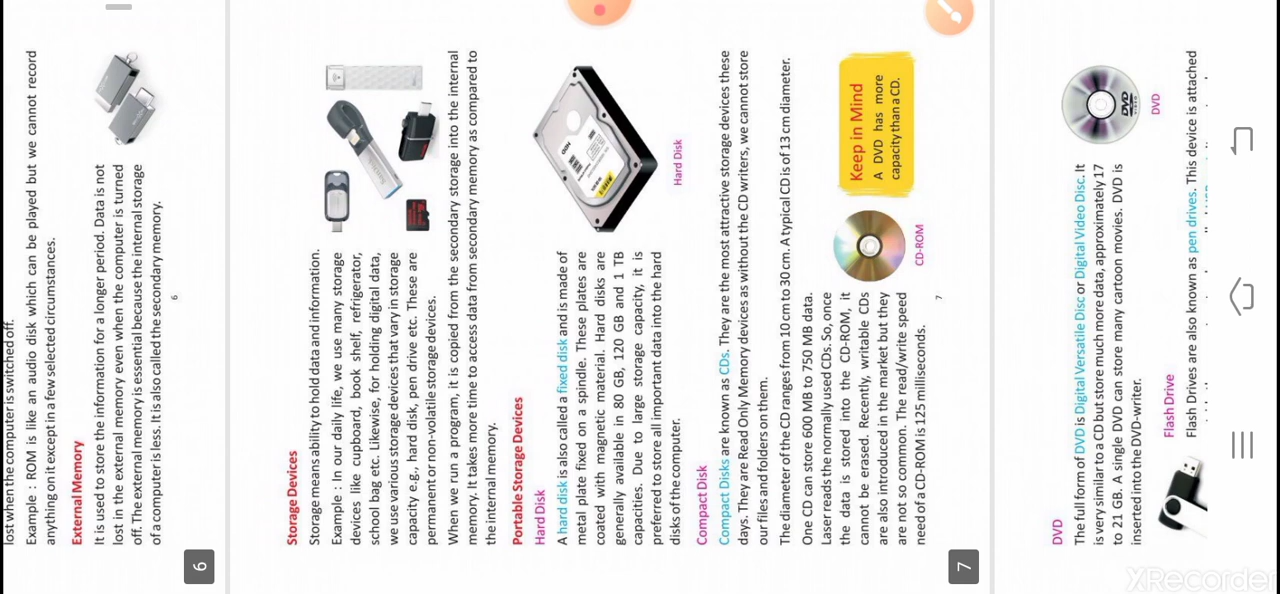 lost when the computer is switched off.
Example : ROM is like an audio disk which can be played but we cannot record
anything on it except in a few selected circumstances.
External Memory
It is used to store the information for a longer period. Data is not
lost in the external memory even when the computer is turned
off. The external memory is essential because the internal storage
of a computer is less. It is also called the secondary memory.
6
6
Storage Devices
Storage means ability to hold data and information.
Example : In our daily life, we use many storage
devices like cupboard, book shelf, refrigerator,
school bag etc. Likewise, for holding digital data,
we use various storage devices that vary in storage
capacity e.g., hard disk, pen drive etc. These are
permanent or non-volatile storage devices.
When we run a program, it is copied from the secondary storage into the internal
memory. It takes more time to access data from secondary memory as compared to
the internal memory.
Portable Storage Devices
Hard Disk
A hard disk is also called a fixed disk and is made of
metal plate fixed on a spindle. These plates are
coated with magnetic material. Hard disks are
generally available in 80 GB, 120 GB and 1 TB
capacities. Due to large storage capacity, it is
preferred to store all important data into the hard
disks of the computer.
Hard Disk
Compact Disk
Compact Disks are known as CDs. They are the most attractive storage devices these
days. They are Read Only Memory devices as without the CD writers, we cannot store
our files and folders on them.
The diameter of the CD ranges from 10 cm to 30 cm. A typical CD is of 13 cm diameter.
One CD can store 600 MB to 750 MB data.
Laser reads the normally used CDs. So, once
the data is stored into the CD-ROM, it
cannot be erased. Recently, writable CDs
are also introduced in the market but they
are not so common. The read/write speed
need of a CD-ROM is 125 milliseconds.
CD-ROM
Keep in Mind
A DVD has more
capacity than a CD.
7
7
DVD
The full form of DVD is Digital Versatile Disc or Digital Video Disc. It
is very similar to a CD but store much more data, approximately 17
to 21 GB. A single DVD can store many cartoon movies. DVD is
inserted into the DVD-writer.
DVD
DVD
Flash Drive
Flash Drives are also known as pen drives. This device is attached
XRecorder